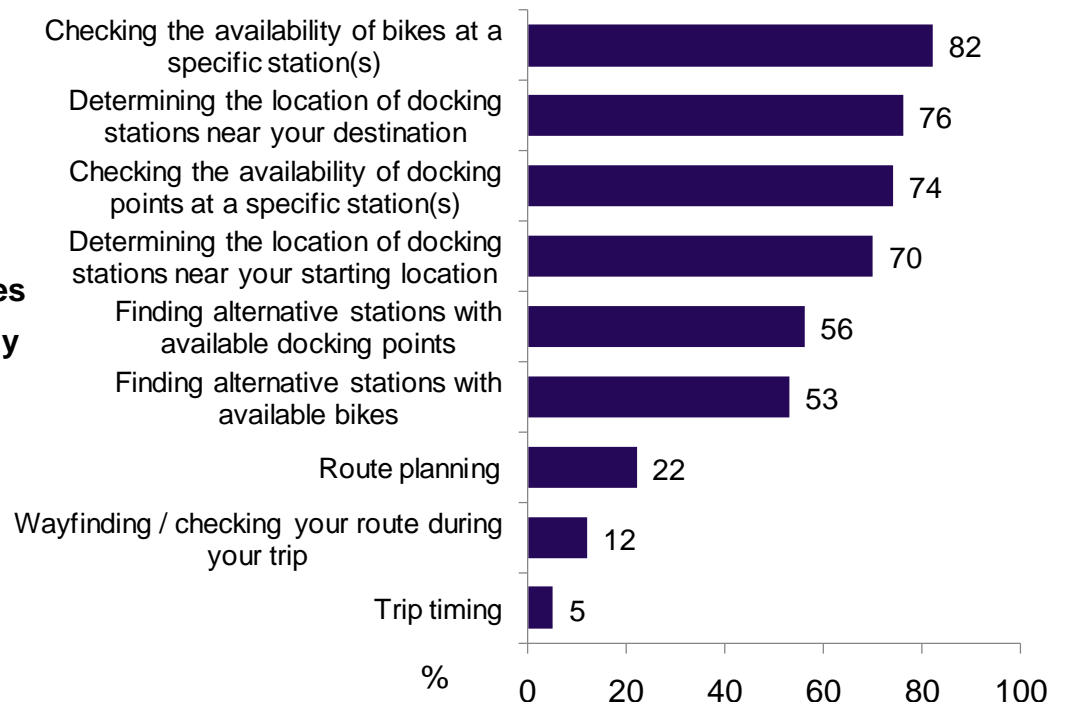 Checking the availability of bikes at a
specific station(s)
82
Determining the location of docking
stations near your destination
76
Checking the availability of docking
points at a specific station(s)
74
Determining the location of docking
stations near your starting location
70
es
Finding alternative stations with
available docking points
56
y
Finding alternative stations with
available bikes
53
Route planning
22
Wayfinding / checking your route during
your trip
12
Trip timing
5
%
0 20 40 60 80 100